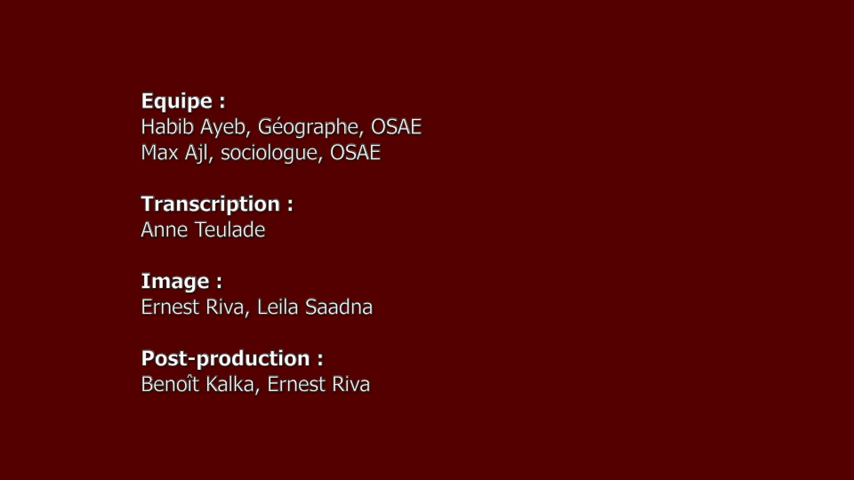 Equipe :
Habib Ayeb, Géographe, OSAE
Max Ajl, sociologue, OSAE
Transcription :
Anne Teulade
Image :
Ernest Riva, Leila Saadna
Post-production :
Benoît Kalka, Ernest Riva